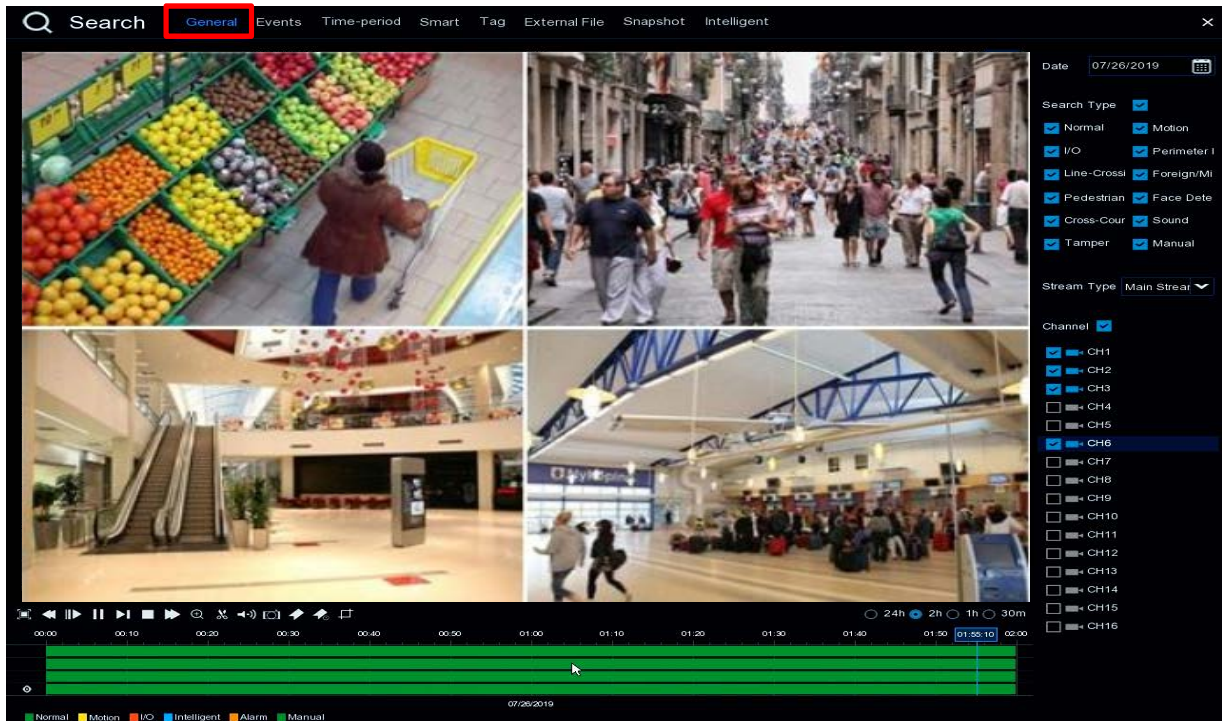 Search General Events Time-period Smart Tag External File Snapshot Intelligent
Date 07/26/2019
Search Type
Normal Motion
I/O Perimeter I
Line-Crossi Foreign/Mi
Pedestrian Face Dete
Cross-Cour Sound
Tamper Manual
Stream Type Main Strear
Channel
CH1
CH2
CH3
CH4
CH5
CH6
CH7
CH8
CH9
CH10
CH11
CH12
CH13
CH14
CH15
CH16
24h 2h 1h 30m
00:00 00:10 00:20 00:30 00:40 00:50 01:00 01:10 01:20 01:30 01:40 01:50 01:55:10 02:00
07/26/2019
Normal Motion I/O Intelligent Alarm Manual